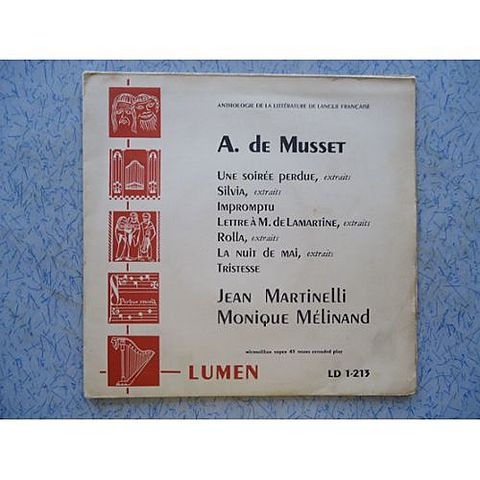 ANTHOLOGIE DE LA LITTÉRATURE DE LANGUE FRANÇAISE
A. de Musset
UNE SOIRÉE PERDUE, extraits
SILVIA, extraits
IMPROMPTU
LETTRE À M. DE LAMARTINE, extraits
ROLLA, extraits
LA NUIT DE MAI, extraits
TRISTESSE
JEAN MARTINELLI
MONIQUE MÉLINAND
microsillon super 45 tours extended play
LUMEN
LD 1-213